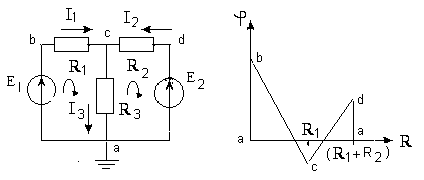 I1 I2
b c d
E1 R1 R2 E2
I3 R3
a
φ
b
d
a R1 a R
c (R1+R2)